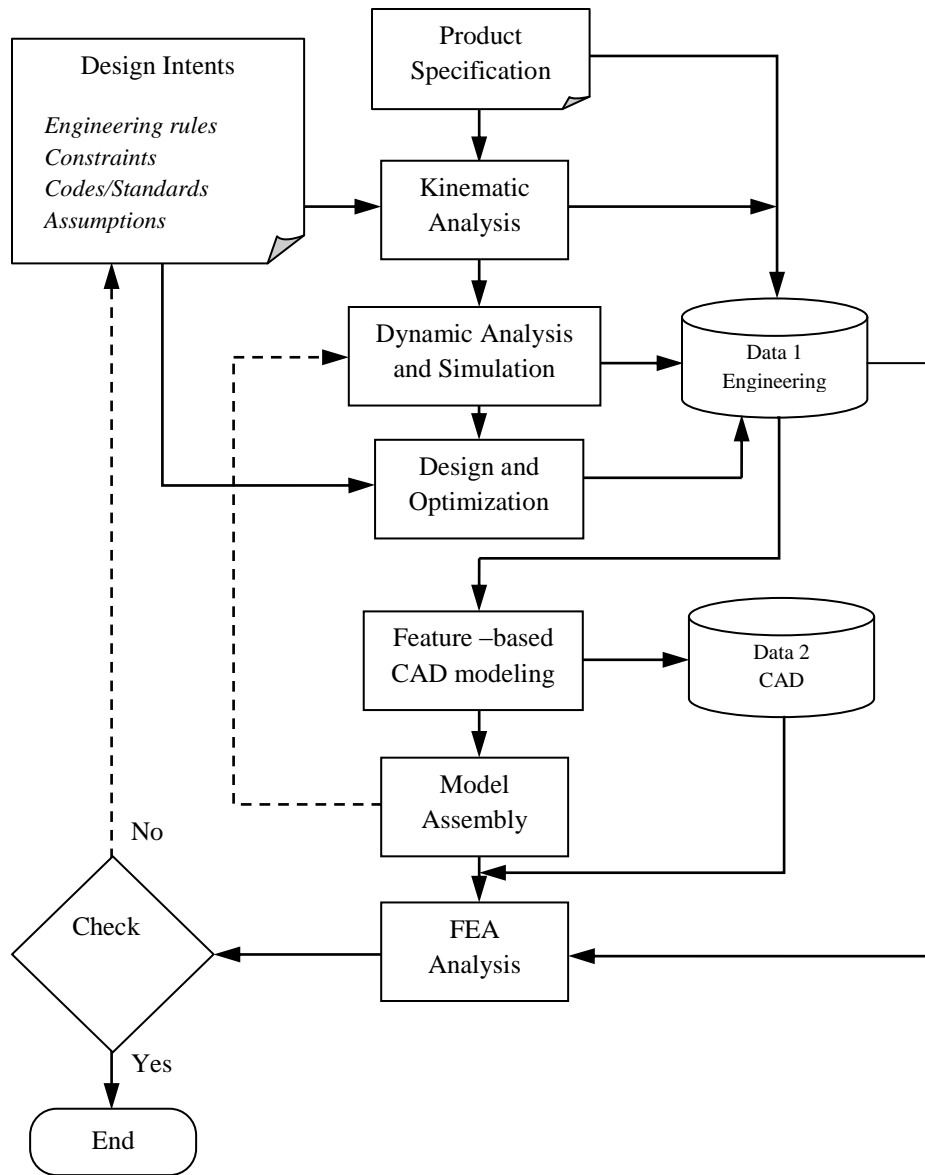 Design Intents
Engineering rules
Constraints
Codes/Standards
Assumptions
Product
Specification
Kinematic
Analysis
Dynamic Analysis
and Simulation
Data 1
Engineering
Design and
Optimization
Feature –based
CAD modeling
Data 2
CAD
Model
Assembly
No
Check
FEA
Analysis
Yes
End